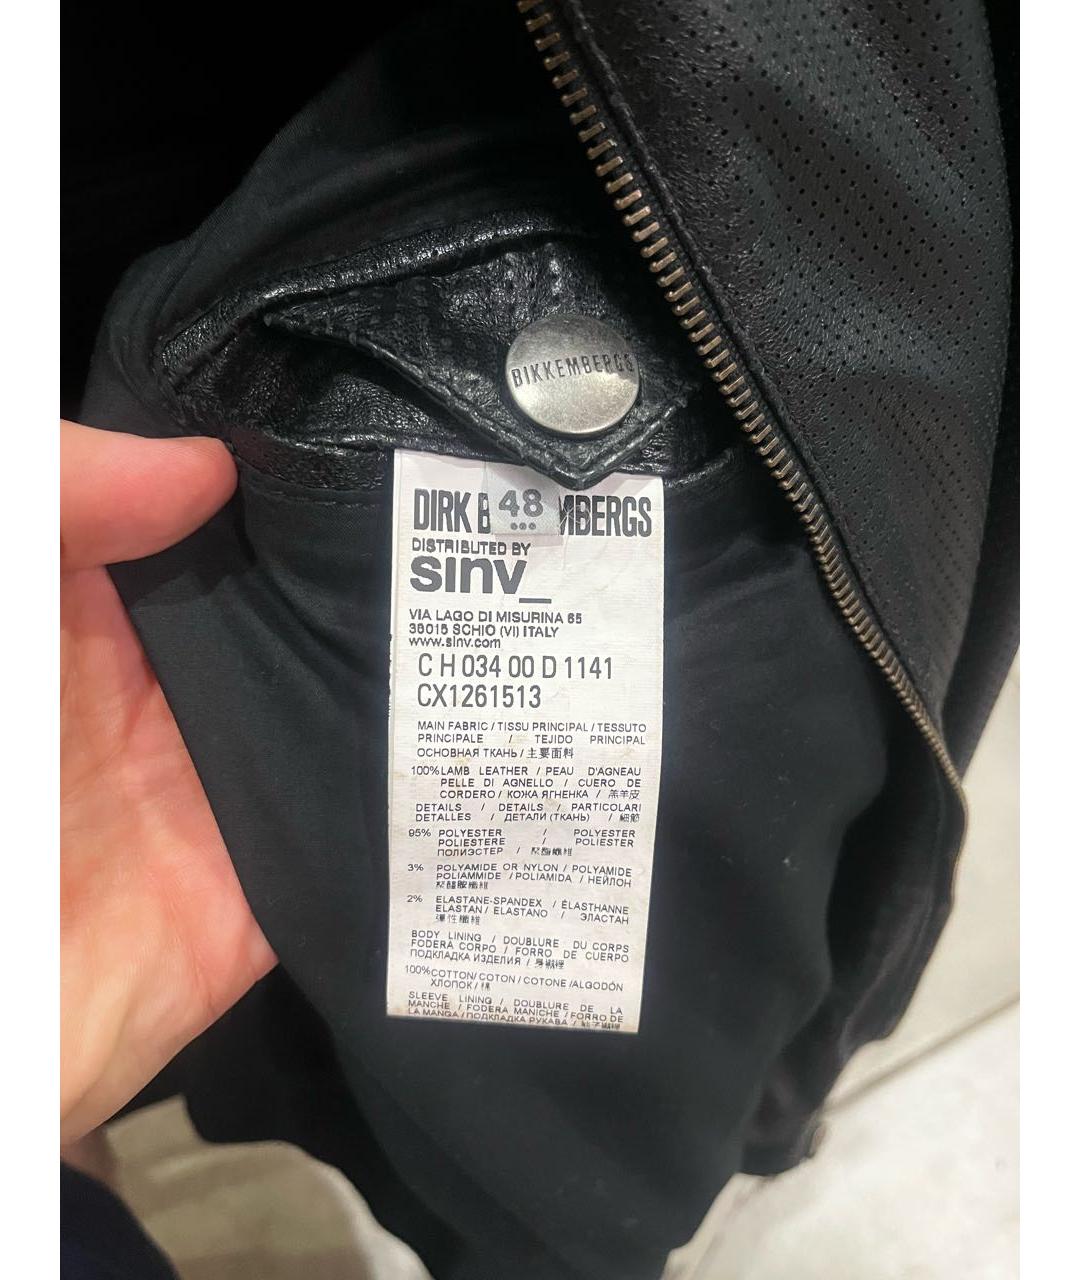 BIKKEMBERGS
DIRK B 48 MBERGS
DISTRIBUTED BY
sinv_
VIA LAGO DI MISURINA 65
36015 SCHIO (VI) ITALY
www.sinv.com
C H 034 00 D 1141
CX1261513
MAIN FABRIC / TISSU PRINCIPAL / TESSUTO
PRINCIPALE / TEJIDO PRINCIPAL
ОСНОВНАЯ ТКАНЬ / 主要面料
100% LAMB LEATHER / PEAU D'AGNEAU
PELLE DI AGNELLO / CUERO DE
CORDERO / КОЖА ЯГНЕНКА / 羔羊皮
DETAILS / DETAILS / PARTICOLARI
DETALLES / ДЕТАЛИ (ТКАНЬ) / 細節
95% POLYESTER / POLYESTER
POLIESTERE / POLIESTER
ПОЛИЭСТЕР / 聚酯纖維
3% POLYAMIDE OR NYLON / POLYAMIDE
POLIAMMIDE / POLIAMIDA / НЕЙЛОН
聚醯胺纖維
2% ELASTANE-SPANDEX / ÉLASTHANNE
ELASTAN / ELASTANO / ЭЛАСТАН
彈性纖維
BODY LINING / DOUBLURE DU CORPS
FODERA CORPO / FORRO DE CUERPO
ПОДКЛАДКА ИЗДЕЛИЯ /
100% COTTON / COTON / COTONE / ALGODÓN
ХЛОПОК / 棉
SLEEVE LINING / DOUBLURE DE LA
MANCHE / FODERA MANICHE / FORRO DE
LA MANGA / ПОДКЛАДКА РУКАВА /